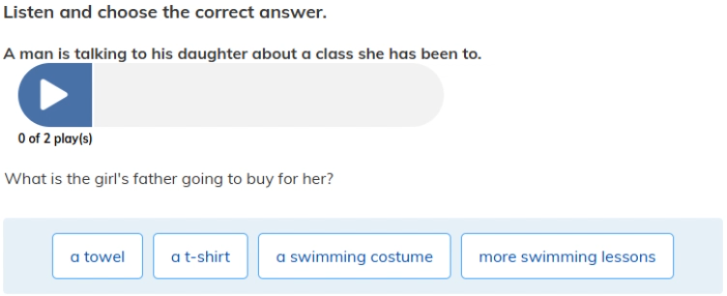 Listen and choose the correct answer.
A man is talking to his daughter about a class she has been to.
0 of 2 play(s)
What is the girl's father going to buy for her?
a towel a t-shirt a swimming costume more swimming lessons